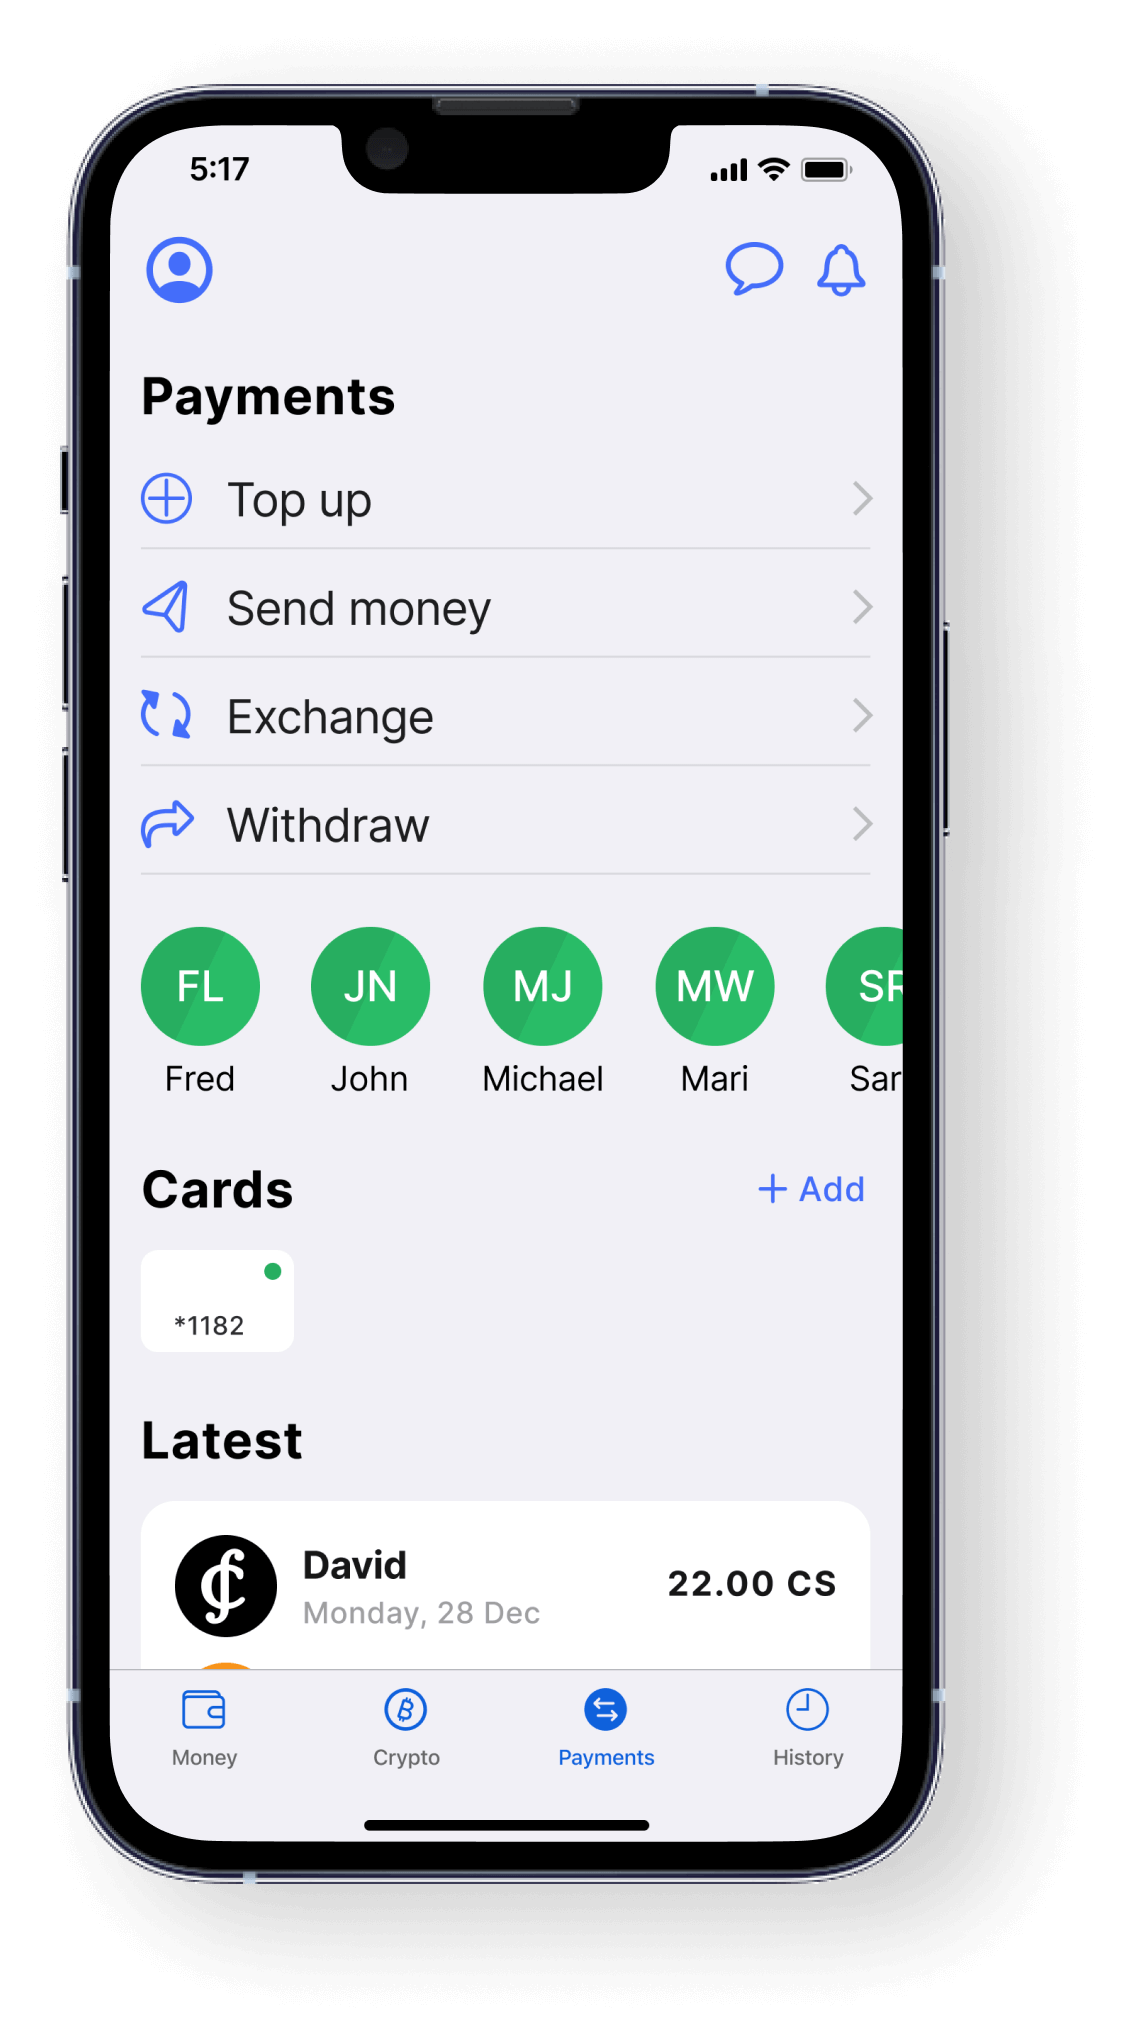 5:17
Payments
Top up
Send money
Exchange
Withdraw
FL JN MJ MW SR
Fred John Michael Mari Sar
Cards + Add
*1182
Latest
David
22.00 CS
Monday, 28 Dec
Money Crypto Payments History